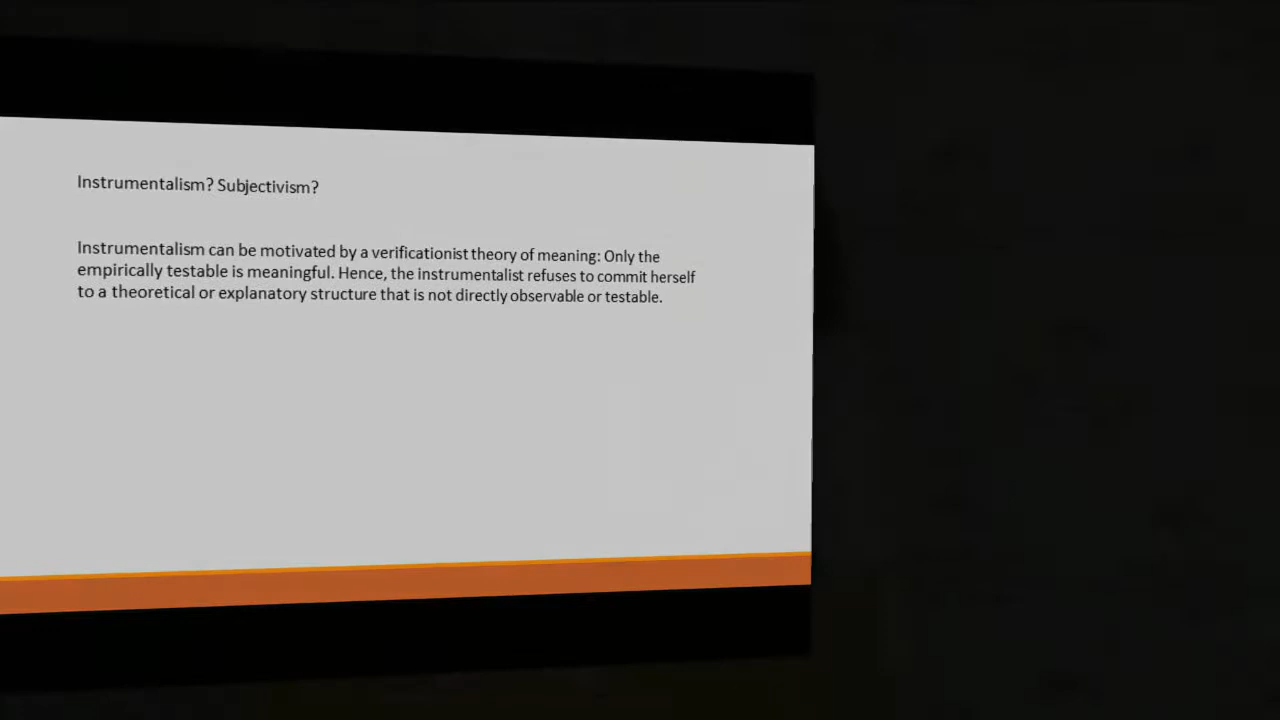 Instrumentalism? Subjectivism?
Instrumentalism can be motivated by a verificationist theory of meaning: Only the
empirically testable is meaningful. Hence, the instrumentalist refuses to commit herself
to a theoretical or explanatory structure that is not directly observable or testable.